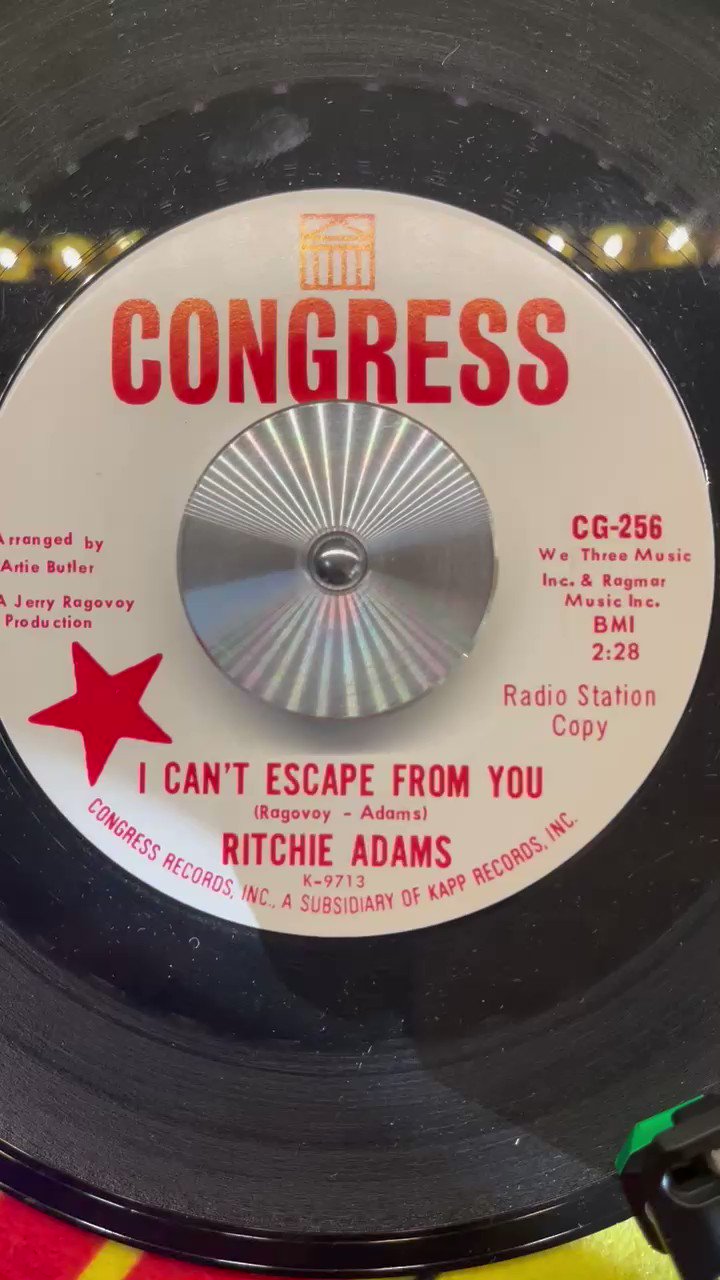 CONGRESS
Arranged by
Artie Butler
A Jerry Ragovoy
Production
CG-256
We Three Music
Inc. & Ragmar
Music Inc.
BMI
2:28
Radio Station
Copy
I CAN'T ESCAPE FROM YOU
(Ragovoy - Adams)
RITCHIE ADAMS
K-9713
CONGRESS RECORDS, INC., A SUBSIDIARY OF KAPP RECORDS, INC.